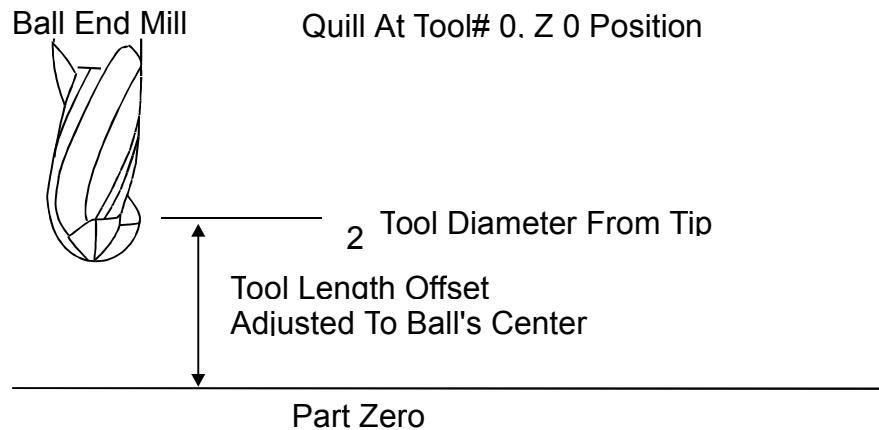 Ball End Mill
Quill At Tool# 0, Z 0 Position
2 Tool Diameter From Tip
Tool Length Offset
Adjusted To Ball's Center
Part Zero